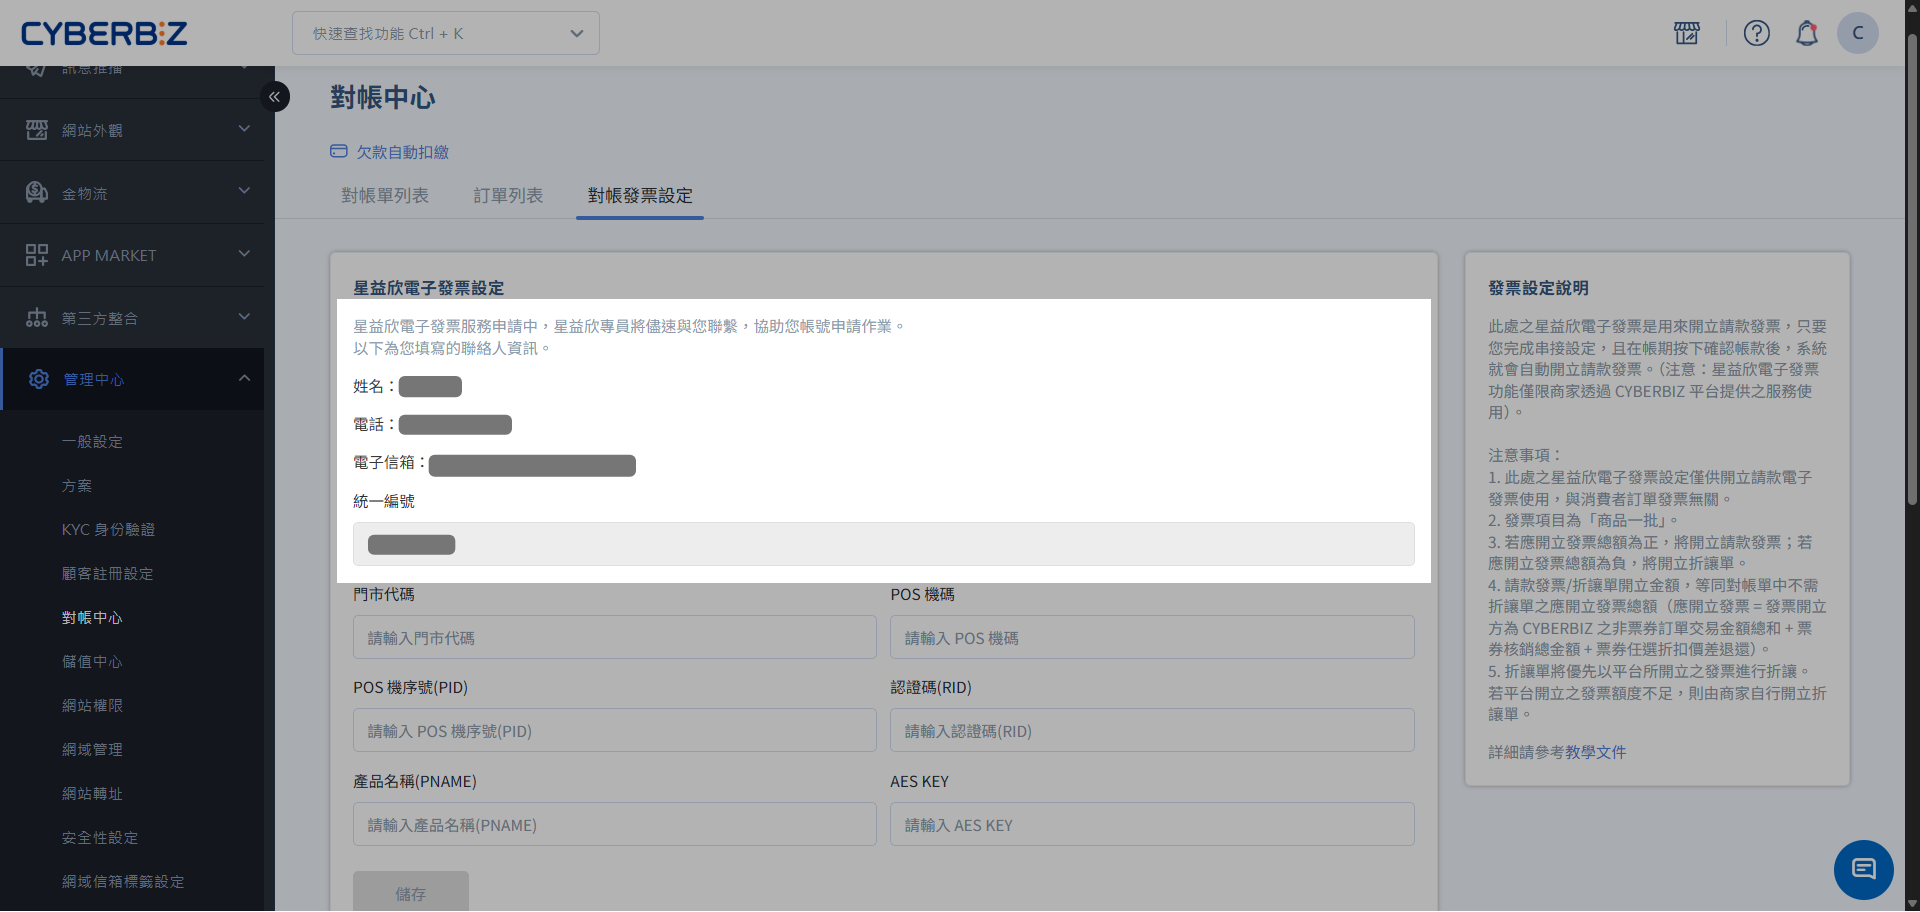 CYBERBIZ
快速查找功能 Ctrl + K
C
訊息推播
網站外觀
金物流
APP MARKET
第三方整合
管理中心
一般設定
方案
KYC 身份驗證
顧客註冊設定
對帳中心
儲值中心
網站權限
網域管理
網站轉址
安全性設定
網域信箱標籤設定
對帳中心
欠款自動扣繳
對帳單列表
訂單列表
對帳發票設定
星益欣電子發票設定
星益欣電子發票服務申請中，星益欣專員將儘速與您聯繫，協助您帳號申請作業。
以下為您填寫的聯絡人資訊。
姓名：
電話：
電子信箱：
統一編號
門市代碼
POS 機碼
請輸入門市代碼
請輸入 POS 機碼
POS 機序號(PID)
認證碼(RID)
請輸入 POS 機序號(PID)
請輸入認證碼(RID)
產品名稱(PNAME)
AES KEY
請輸入產品名稱(PNAME)
請輸入 AES KEY
儲存
發票設定說明
此處之星益欣電子發票是用來開立請款發票，只要
您完成串接設定，且在帳期按下確認帳款後，系統
就會自動開立請款發票。（注意：星益欣電子發票
功能僅限商家透過 CYBERBIZ 平台提供之服務使
用）。
注意事項：
1. 此處之星益欣電子發票設定僅供開立請款電子
發票使用，與消費者訂單發票無關。
2. 發票項目為「商品一批」。
3. 若應開立發票總額為正，將開立請款發票；若
應開立發票總額為負，將開立折讓單。
4. 請款發票/折讓單開立金額，等同對帳單中不需
折讓單之應開立發票總額（應開立發票 = 發票開立
方為 CYBERBIZ 之非票券訂單交易金額總和 + 票
券核銷總金額 + 票券任選折扣價差退還）。
5. 折讓單將優先以平台所開立之發票進行折讓。
若平台開立之發票額度不足，則由商家自行開立折
讓單。
詳細請參考教學文件